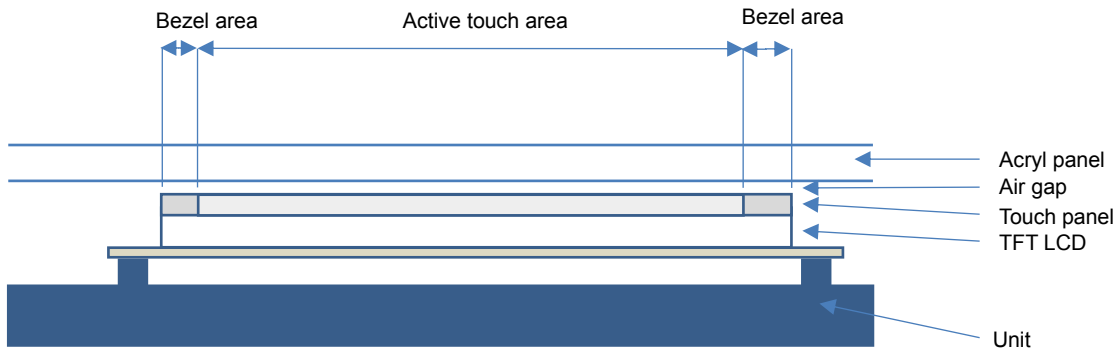 Bezel area
Active touch area
Bezel area
Acryl panel
Air gap
Touch panel
TFT LCD
Unit